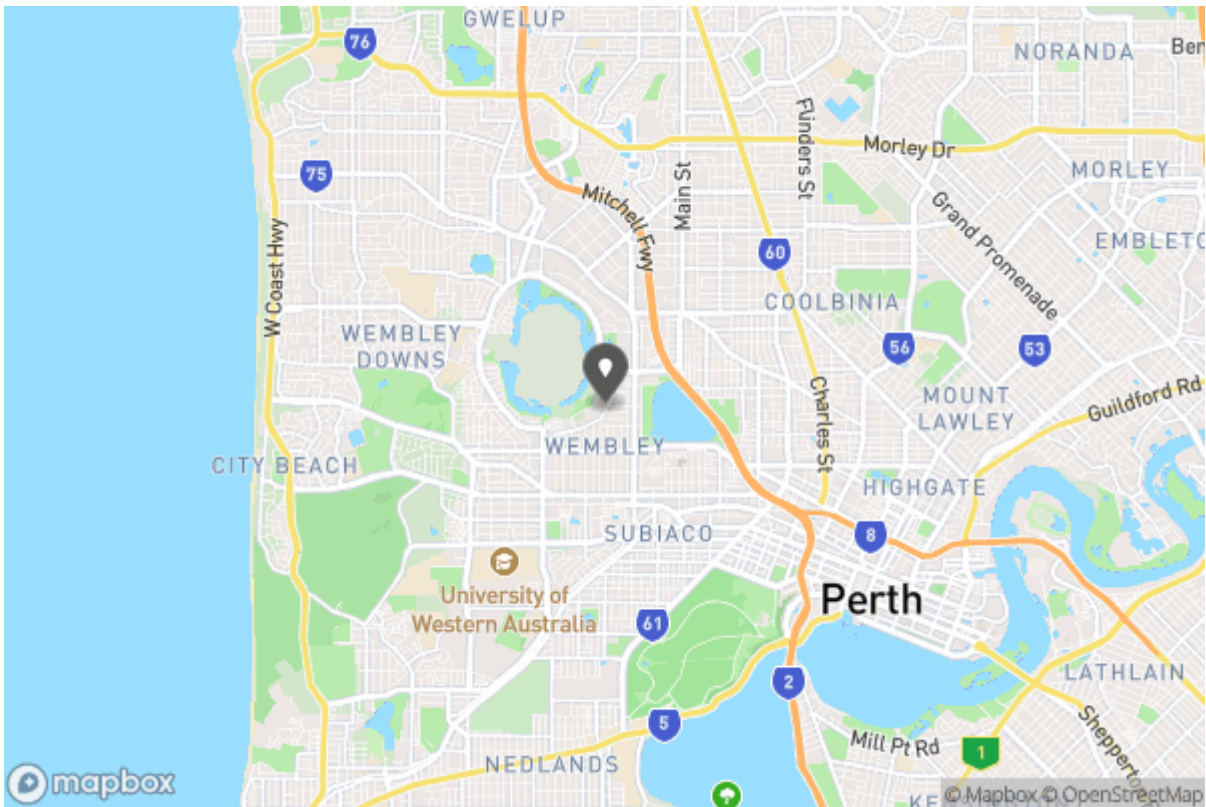 GWELUP
76
NORANDA
Ben
Flinders St
Morley Dr
MORLEY
75
Main St
Mitchell Fwy
Grand Promenade
EMBLETO
W Coast Hwy
60
COOLBINIA
WEMBLEY
DOWNS
56
53
MOUNT
LAWLEY
Guildford Rd
Charles St
WEMBLEY
CITY BEACH
HIGHGATE
SUBIACO
8
University of
Western Australia
Perth
61
LATHLAIN
2
5
Mill Pt Rd
1
Shepperto
NEDLANDS
mapbox
© Mapbox © OpenStreetMap